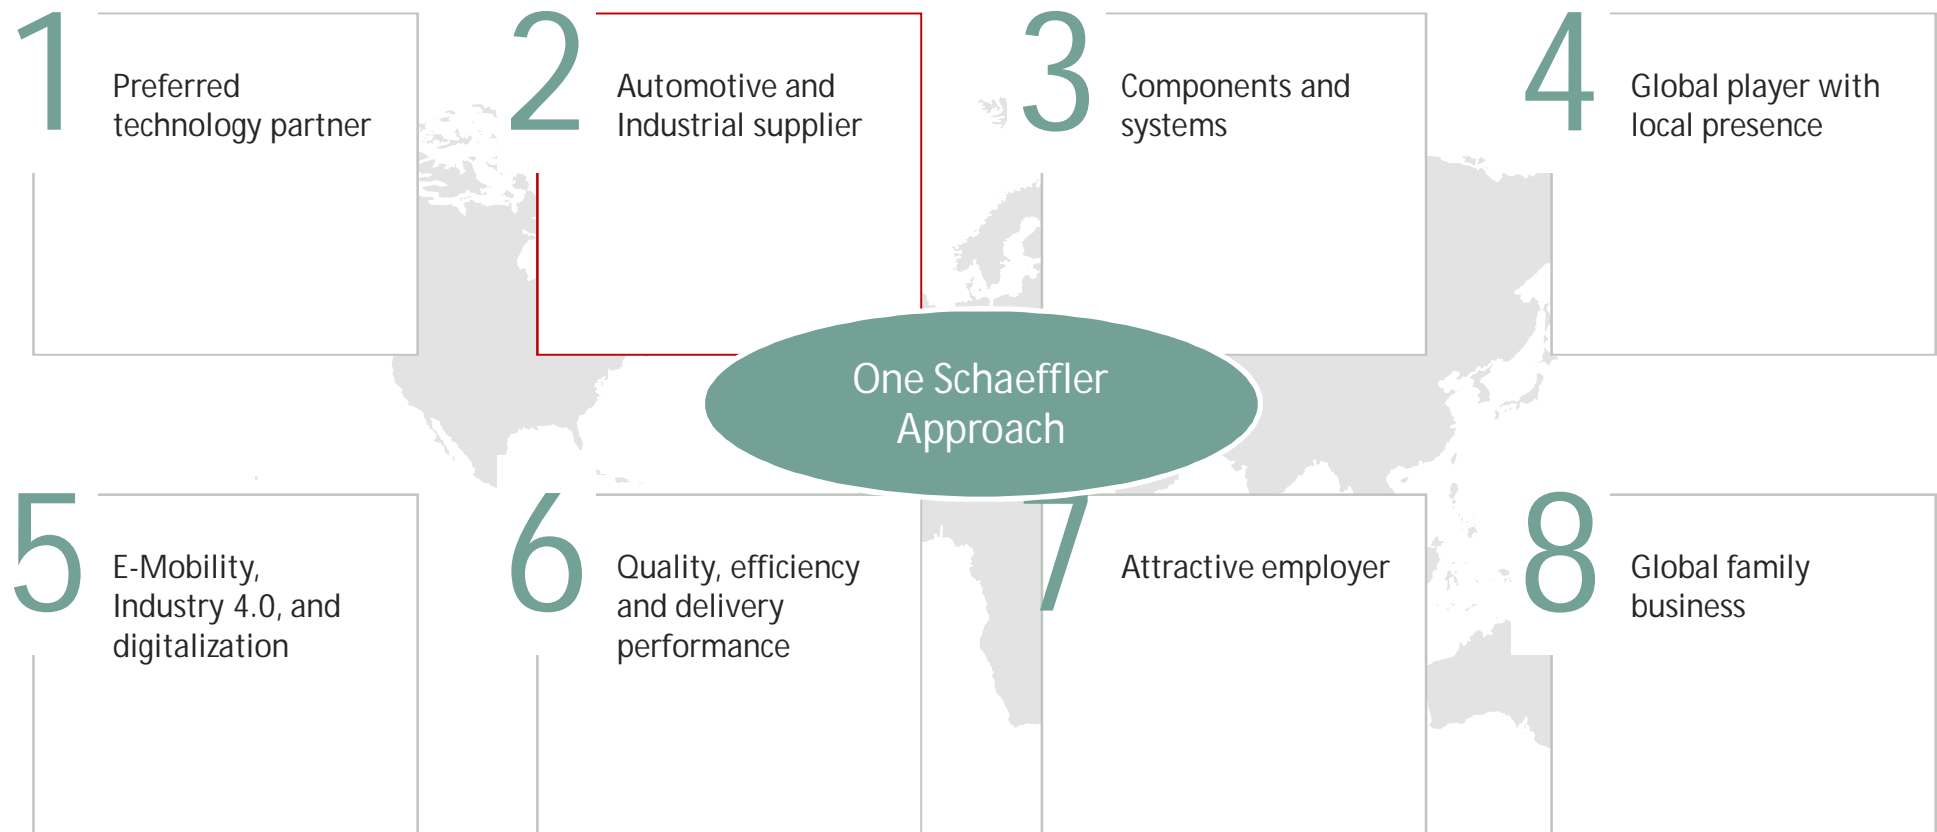 1
Preferred
technology partner
2
Automotive and
Industrial supplier
3
Components and
systems
4
Global player with
local presence
One Schaeffler
Approach
5
E-Mobility,
Industry 4.0, and
digitalization
6
Quality, efficiency
and delivery
performance
7
Attractive employer
8
Global family
business